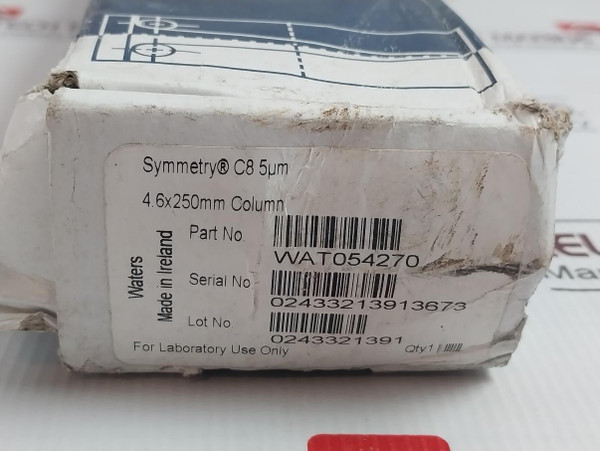 Symmetry® C8 5µm
4.6x250mm Column
Part No
WAT054270
Serial No
02433213913673
Lot No
0243321391
For Laboratory Use Only
Qty1
Waters
Made in Ireland